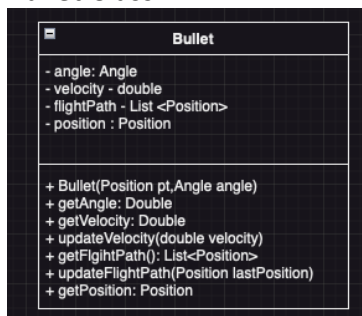 Bullet
- angle: Angle
- velocity - double
- flightPath - List <Position>
- position : Position
+ Bullet(Position pt,Angle angle)
+ getAngle: Double
+ getVelocity: Double
+ updateVelocity(double velocity)
+ getFlgihtPath(): List<Position>
+ updateFlightPath(Position lastPosition)
+ getPosition: Position